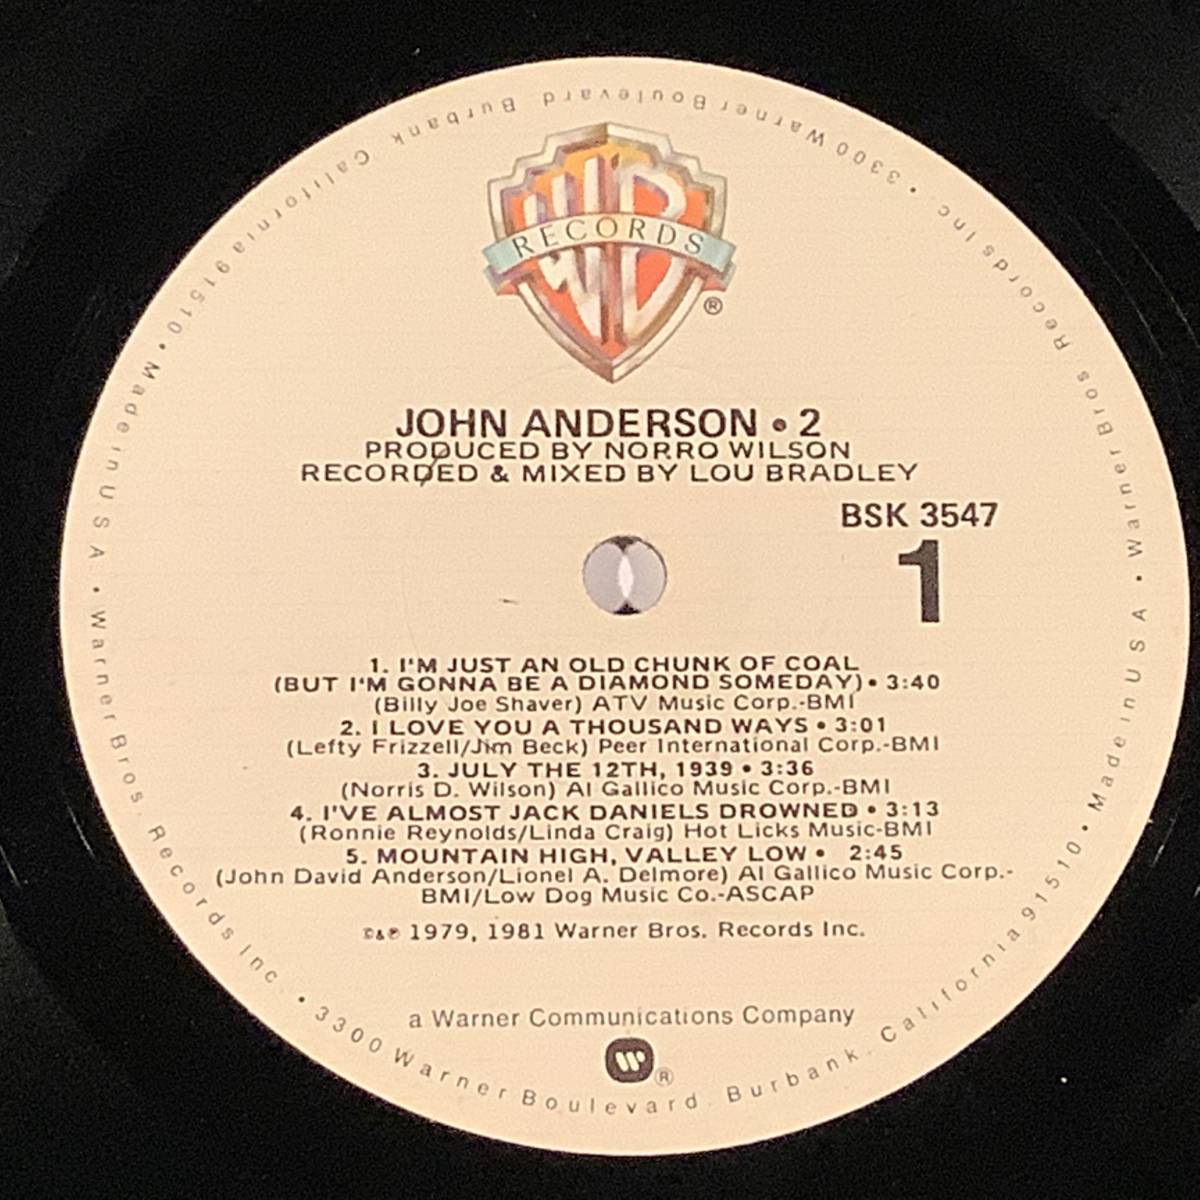 WB
RECORDS
®
JOHN ANDERSON • 2
PRODUCED BY NORRO WILSON
RECORDED & MIXED BY LOU BRADLEY
BSK 3547
1
1. I'M JUST AN OLD CHUNK OF COAL
(BUT I'M GONNA BE A DIAMOND SOMEDAY) • 3:40
(Billy Joe Shaver) ATV Music Corp.-BMI
2. I LOVE YOU A THOUSAND WAYS • 3:01
(Lefty Frizzell/Jim Beck) Peer International Corp.-BMI
3. JULY THE 12TH, 1939 • 3:36
(Norris D. Wilson) Al Gallico Music Corp.-BMI
4. I'VE ALMOST JACK DANIELS DROWNED • 3:13
(Ronnie Reynolds/Linda Craig) Hot Licks Music-BMI
5. MOUNTAIN HIGH, VALLEY LOW • 2:45
(John David Anderson/Lionel A. Delmore) Al Gallico Music Corp.-
BMI/Low Dog Music Co.-ASCAP
©&℗ 1979, 1981 Warner Bros. Records Inc.
a Warner Communications Company
W ®
Warner Bros. Records Inc. • 3300 Warner Boulevard. Burbank. California 91510 • Made in USA • Warner Bros. Records Inc. • 3300 Warner Boulevard Burbank California 91510 • Made in USA •